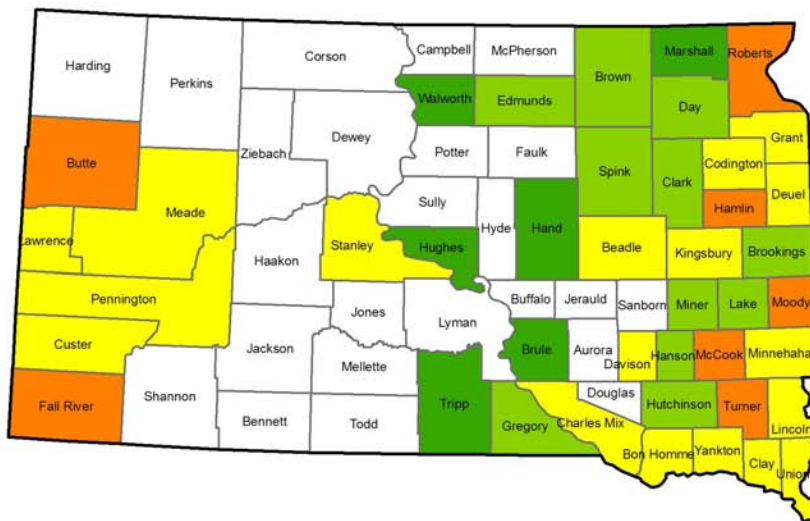 Harding
Perkins
Corson
Campbell
McPherson
Brown
Marshall
Roberts
Walworth
Edmunds
Day
Grant
Butte
Ziebach
Dewey
Potter
Faulk
Spink
Clark
Codington
Deuel
Meade
Sully
Hyde
Hand
Hamlin
Lawrence
Stanley
Hughes
Beadle
Kingsbury
Brookings
Haakon
Pennington
Jones
Lyman
Buffalo
Jerauld
Sanborn
Miner
Lake
Moody
Custer
Jackson
Mellette
Brule
Aurora
Davison
Hanson
McCook
Minnehaha
Fall River
Shannon
Bennett
Todd
Tripp
Gregory
Charles Mix
Douglas
Hutchinson
Turner
Lincoln
Bon Homme
Yankton
Clay
Union